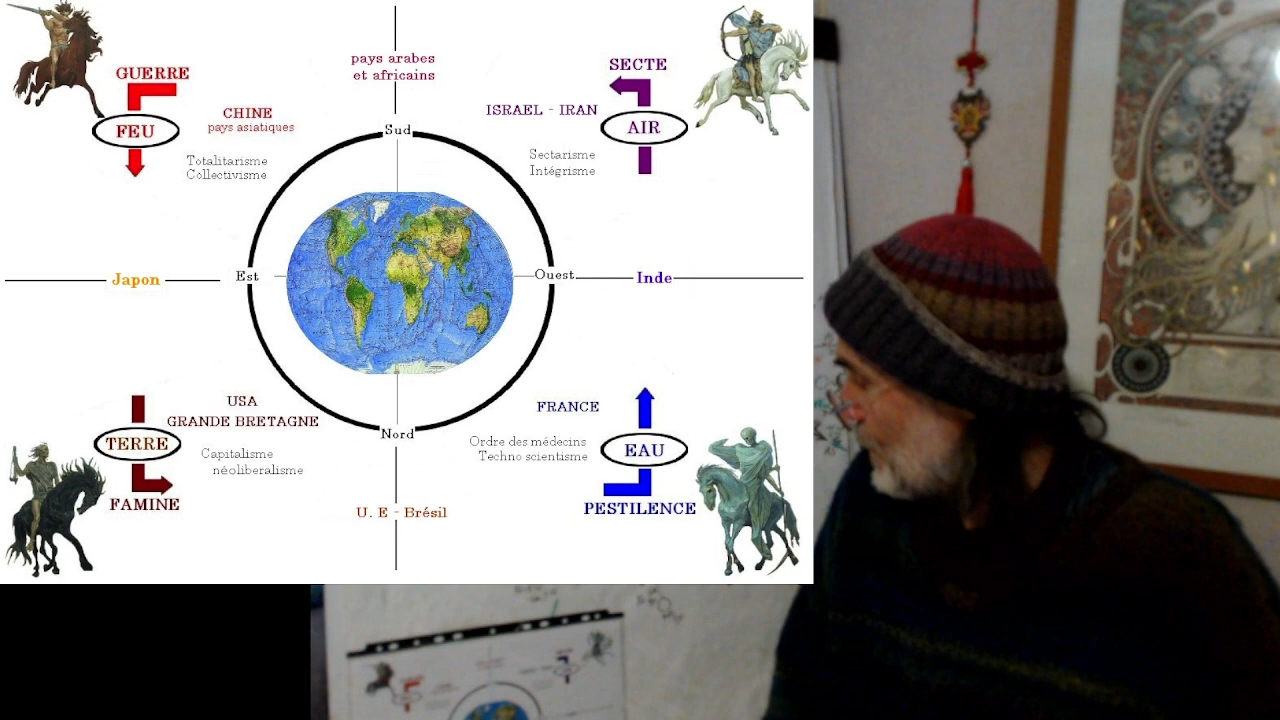 pays arabes
et africains
GUERRE
SECTE
CHINE
pays asiatiques
ISRAEL - IRAN
FEU
AIR
Sud
Totalitarisme
Collectivisme
Sectarisme
Intégrisme
Japon
Est
Ouest
Inde
USA
GRANDE BRETAGNE
FRANCE
Nord
TERRE
Capitalisme
néoliberalisme
Ordre des médecins
Techno scientisme
EAU
FAMINE
U. E - Brésil
PESTILENCE